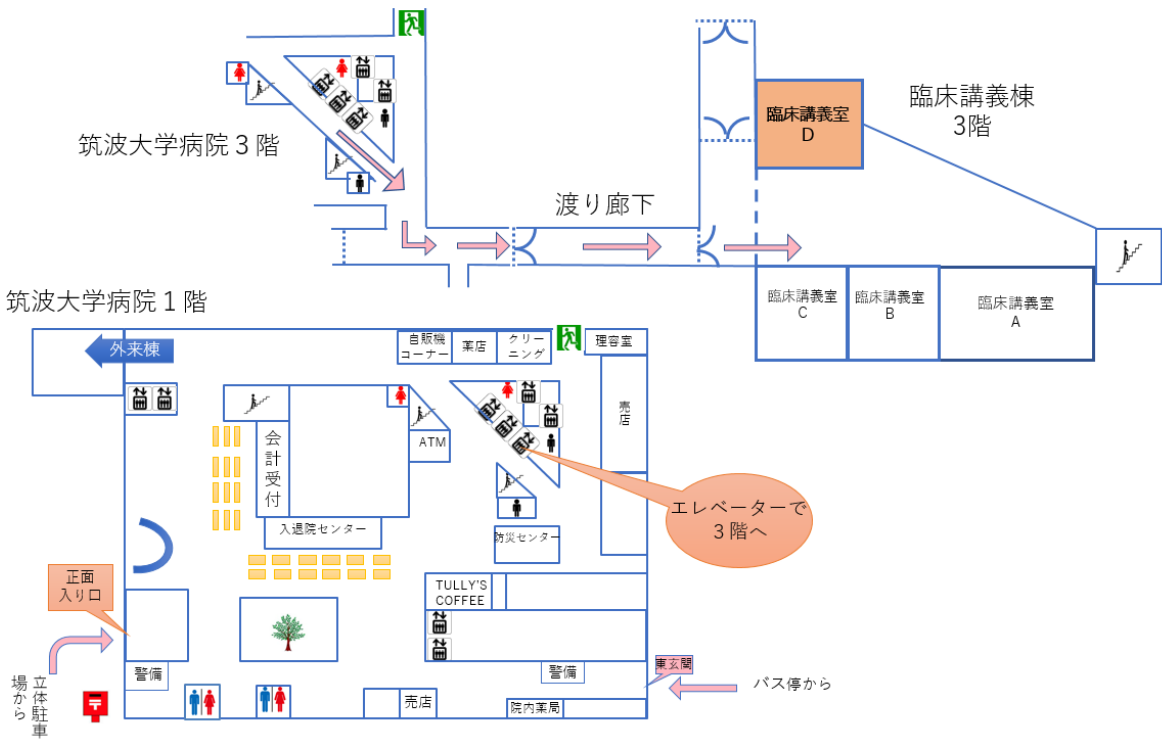 臨床講義棟
3階
臨床講義室
D
筑波大学病院３階
渡り廊下
臨床講義室
C
臨床講義室
B
臨床講義室
A
筑波大学病院１階
外来棟
自販機
コーナー
薬店
クリー
ニング
理容室
売店
会計受付
ATM
入退院センター
防災センター
エレベーターで
３階へ
正面
入り口
TULLY'S
COFFEE
警備
警備
東玄関
バス停から
立体駐車
場から
売店
院内薬局